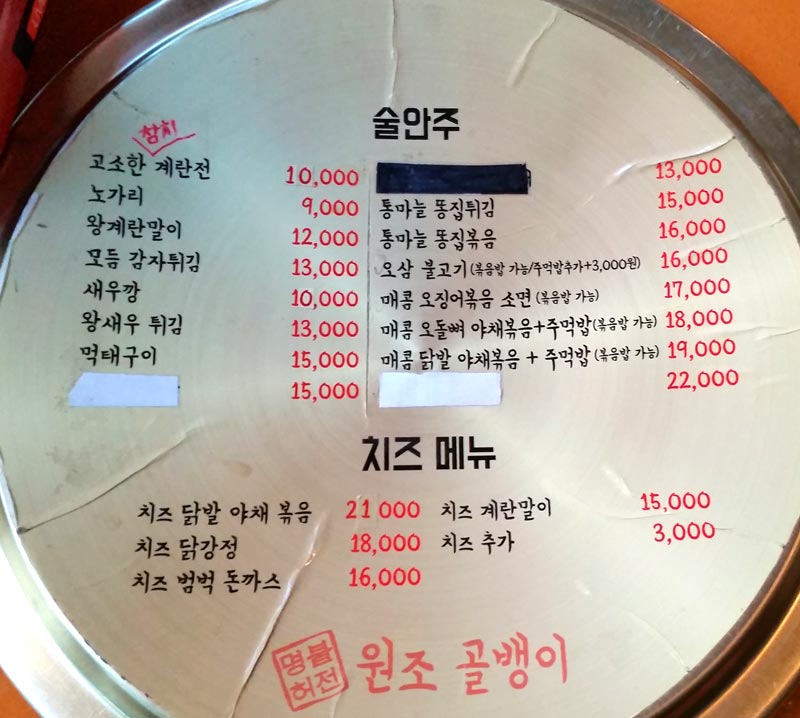 술안주
참치
고소한 계란전 10,000
노가리 9,000
왕계란말이 12,000
모듬 감자튀김 13,000
새우깡 10,000
왕새우 튀김 13,000
먹태구이 15,000
15,000
13,000
통마늘 똥집튀김 15,000
통마늘 똥집볶음 16,000
오삼 불고기 (볶음밥 가능/주먹밥추가+3,000원) 16,000
매콤 오징어볶음 소면 (볶음밥 가능) 17,000
매콤 오돌뼈 야채볶음+주먹밥 (볶음밥 가능) 18,000
매콤 닭발 야채볶음 + 주먹밥 (볶음밥 가능) 19,000
22,000
치즈 메뉴
치즈 닭발 야채 볶음 21 000
치즈 닭강정 18,000
치즈 범벅 돈까스 16,000
치즈 계란말이 15,000
치즈 추가 3,000
명불허전
원조 골뱅이